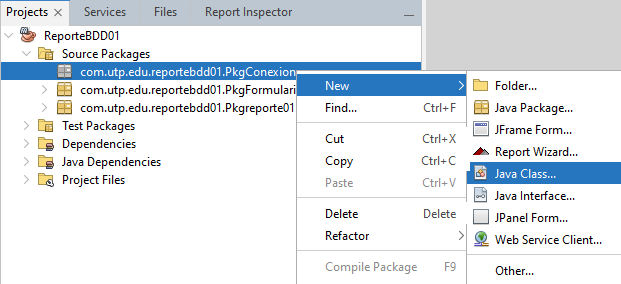 Projects × Services Files Report Inspector
ReporteBDD01
Source Packages
com.utp.edu.reportebdd01.PkgConexion
com.utp.edu.reportebdd01.PkgFormulari
com.utp.edu.reportebdd01.Pkgreporte01
Test Packages
Dependencies
Java Dependencies
Project Files
New
Find... Ctrl+F
Cut Ctrl+X
Copy Ctrl+C
Paste Ctrl+V
Delete Delete
Refactor
Compile Package F9
Folder...
Java Package...
JFrame Form...
Report Wizard...
Java Class...
Java Interface...
JPanel Form...
Web Service Client...
Other...